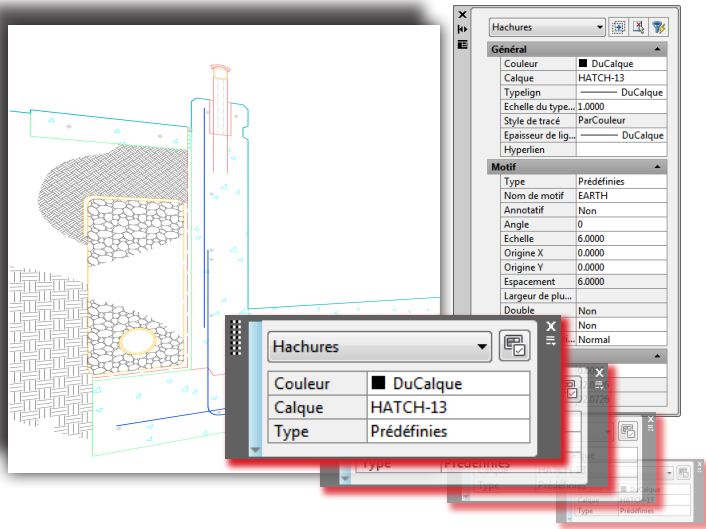 Hachures
Général
Couleur DuCalque
Calque HATCH-13
Typelign DuCalque
Echelle du type... 1.0000
Style de tracé ParCouleur
Epaisseur de lig... DuCalque
Hyperlien
Motif
Type Prédéfinies
Nom de motif EARTH
Annotatif Non
Angle 0
Echelle 6.0000
Origine X 0.0000
Origine Y 0.0000
Espacement 6.0000
Largeur de plu...
Double Non
Non
Normal
Hachures
Couleur DuCalque
Calque HATCH-13
Type Prédéfinies
Type Prédéfinies
Type Prédéfinies
DuCalque
Calque HATCH-13
Type Prédéfinies